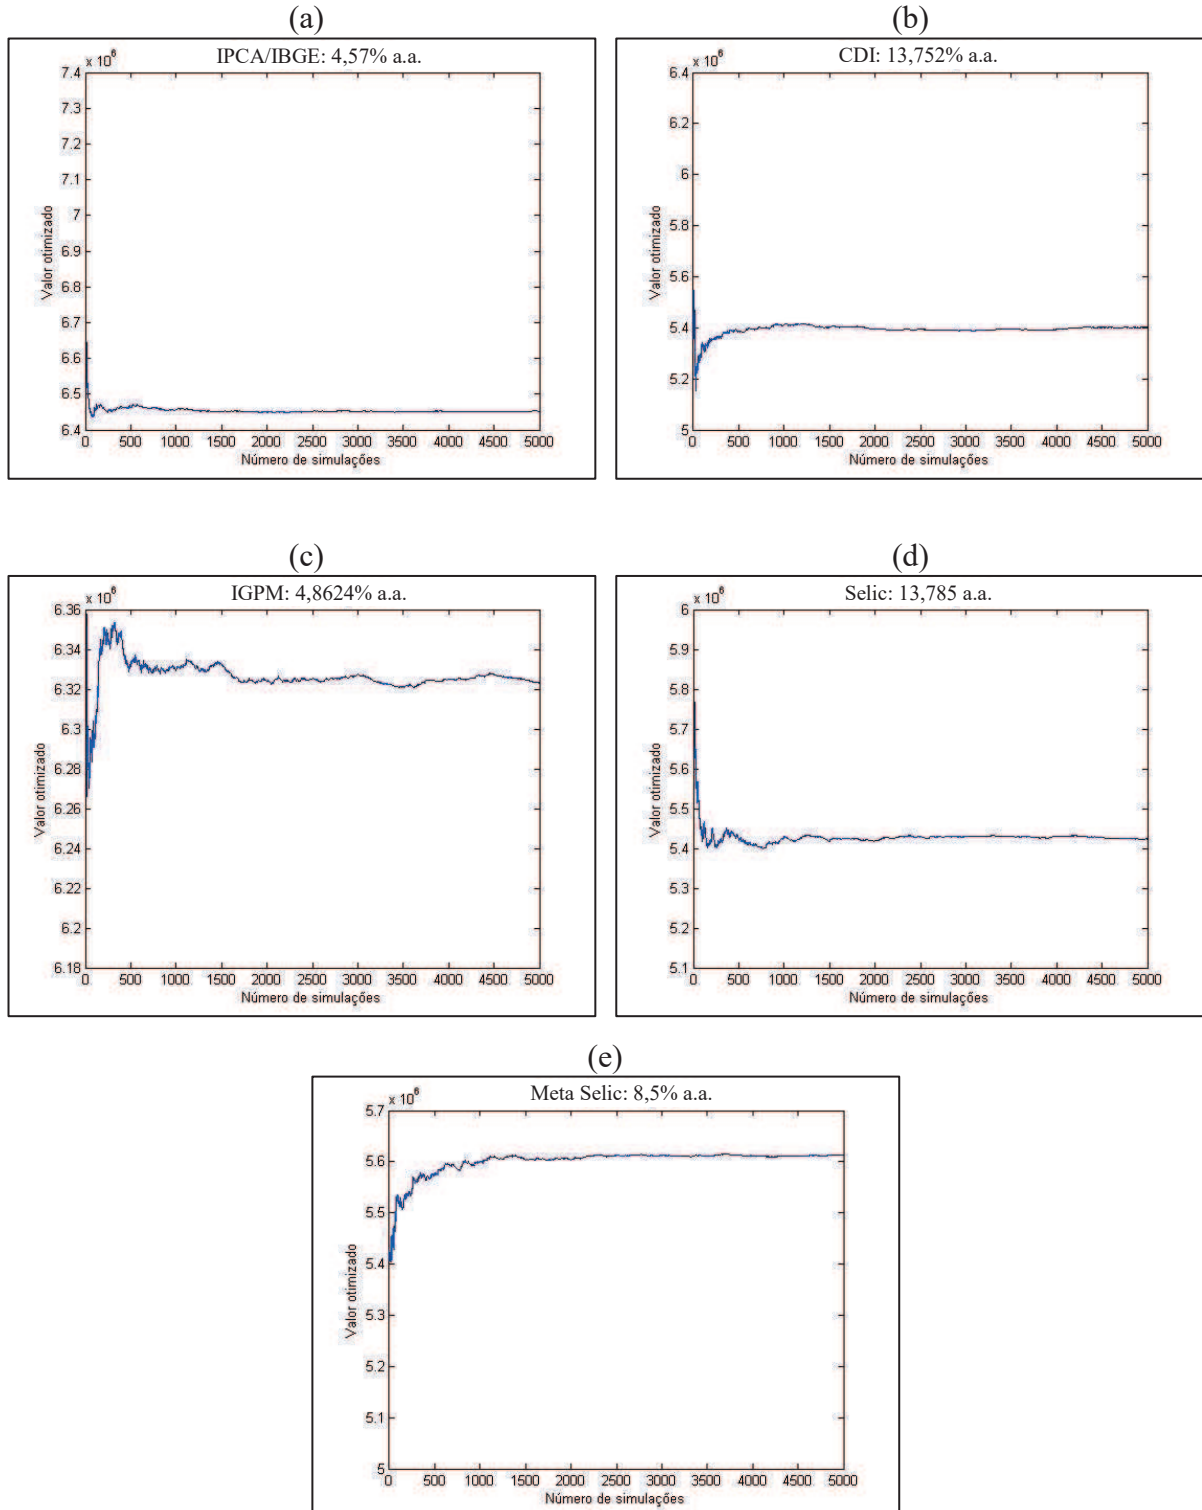 (a)
IPCA/IBGE: 4,57% a.a.
x 10^6
7.4
7.3
7.2
7.1
7
6.9
6.8
6.7
6.6
6.5
6.4
Valor otimizado
0 500 1000 1500 2000 2500 3000 3500 4000 4500 5000
Número de simulações
(b)
CDI: 13,752% a.a.
x 10^6
6.4
6.2
6
5.8
5.6
5.4
5.2
5
Valor otimizado
0 500 1000 1500 2000 2500 3000 3500 4000 4500 5000
Número de simulações
(c)
IGPM: 4,8624% a.a.
x 10^6
6.36
6.34
6.32
6.3
6.28
6.26
6.24
6.22
6.2
6.18
Valor otimizado
0 500 1000 1500 2000 2500 3000 3500 4000 4500 5000
Número de simulações
(d)
Selic: 13,785 a.a.
x 10^6
6
5.9
5.8
5.7
5.6
5.5
5.4
5.3
5.2
5.1
Valor otimizado
0 500 1000 1500 2000 2500 3000 3500 4000 4500 5000
Número de simulações
(e)
Meta Selic: 8,5% a.a.
x 10^6
5.7
5.6
5.5
5.4
5.3
5.2
5.1
5
Valor otimizado
0 500 1000 1500 2000 2500 3000 3500 4000 4500 5000
Número de simulações